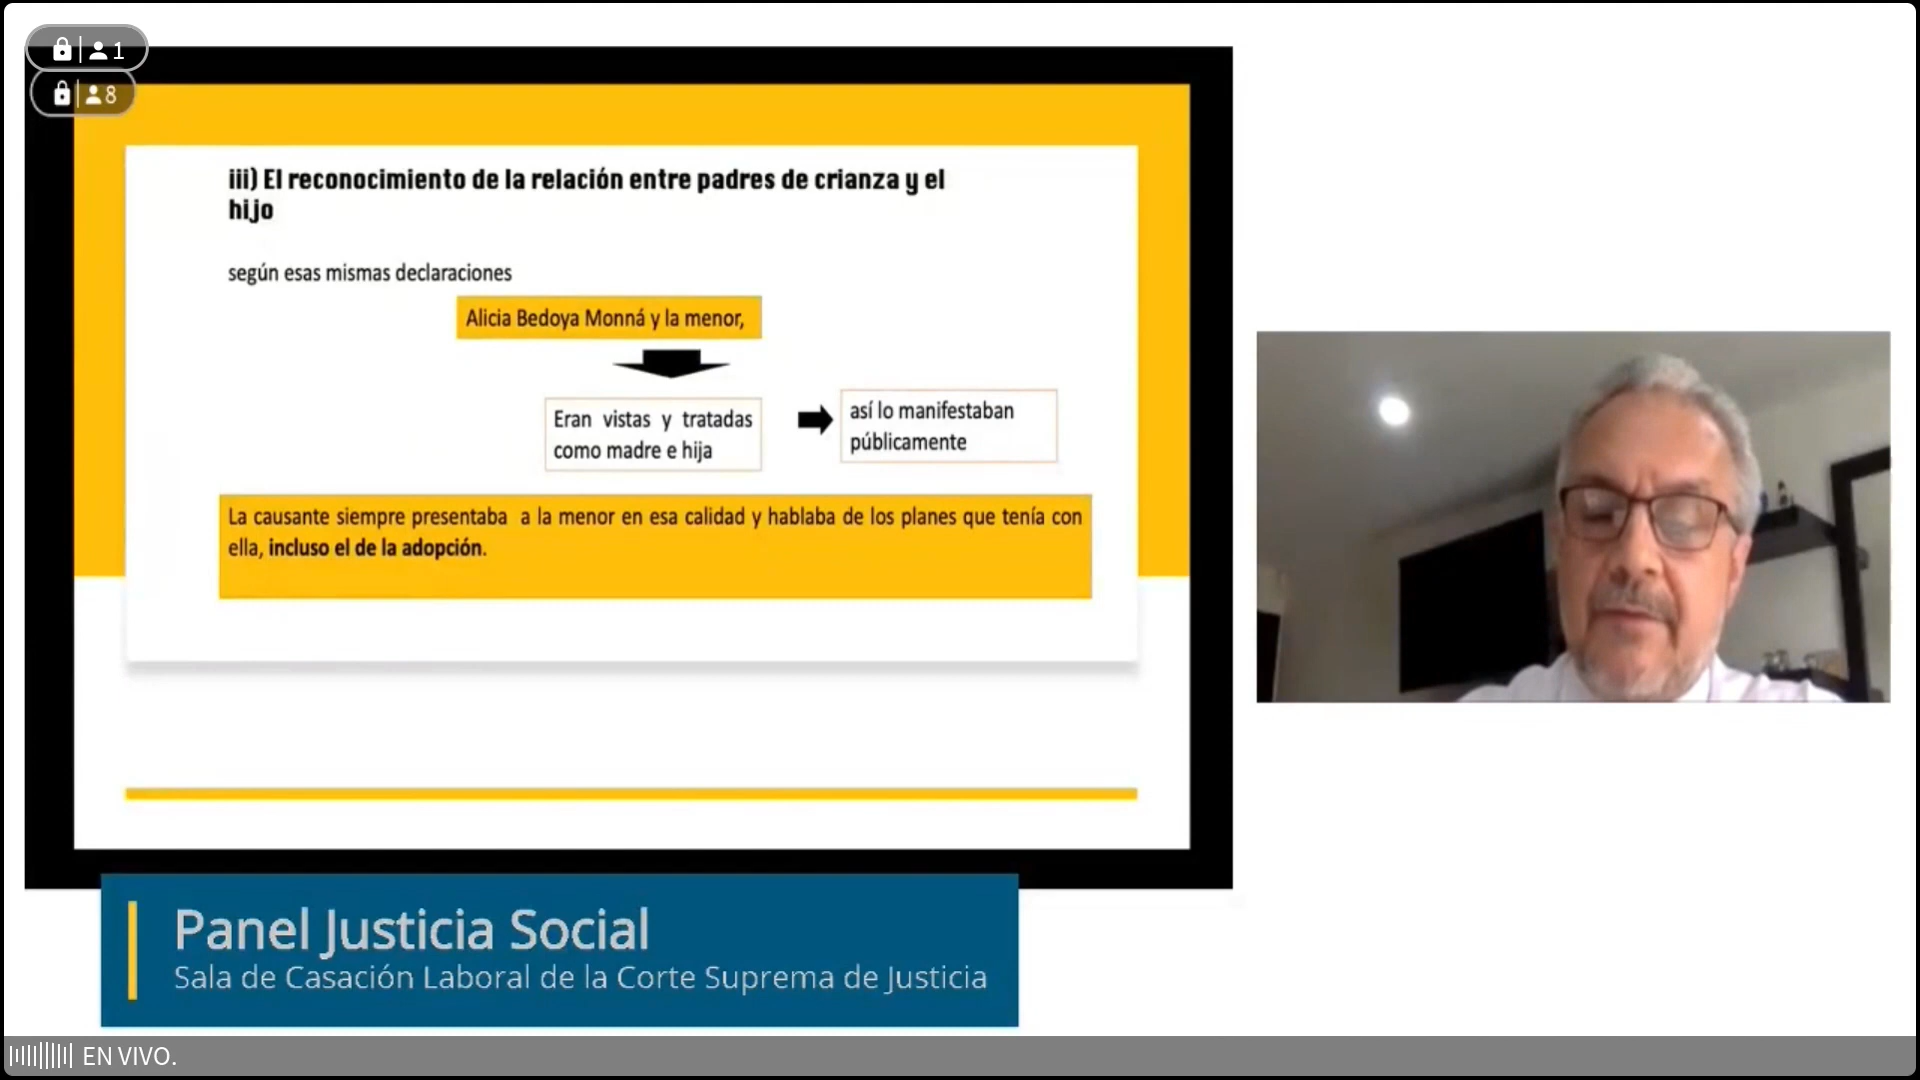 1
8
iii) El reconocimiento de la relación entre padres de crianza y el
hijo
según esas mismas declaraciones
Alicia Bedoya Monná y la menor,
Eran vistas y tratadas
como madre e hija
así lo manifestaban
públicamente
La causante siempre presentaba a la menor en esa calidad y hablaba de los planes que tenía con
ella, incluso el de la adopción.
Panel Justicia Social
Sala de Casación Laboral de la Corte Suprema de Justicia
EN VIVO.